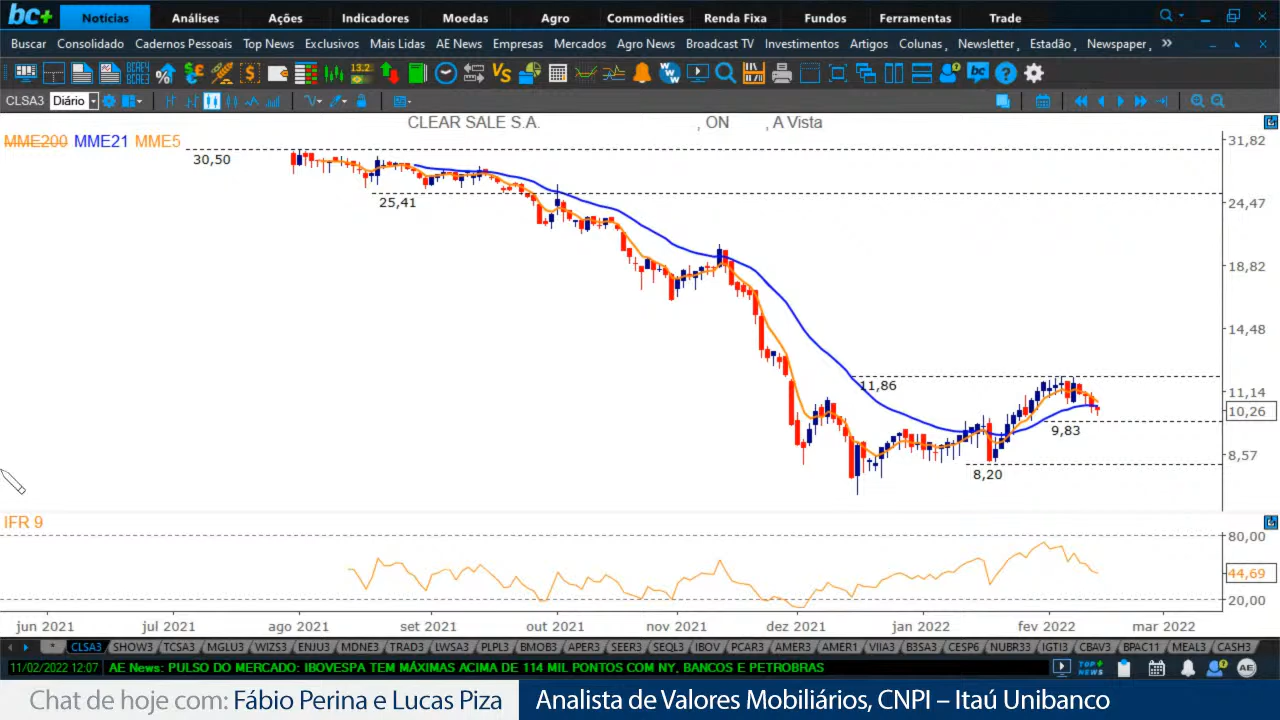 bc+ Notícias Análises Ações Indicadores Moedas Agro Commodities Renda Fixa Fundos Ferramentas Trade
Buscar Consolidado Cadernos Pessoais Top News Exclusivos Mais Lidas AE News Empresas Mercados Agro News Broadcast TV Investimentos Artigos Colunas Newsletter Estadão Newspaper »
CLSA3 Diário
CLEAR SALE S.A. , ON , A Vista
MME200 MME21 MME5
31,82
30,50
25,41
24,47
18,82
14,48
11,86
11,14
10,26
9,83
8,57
8,20
IFR 9
80,00
44,69
20,00
jun 2021 jul 2021 ago 2021 set 2021 out 2021 nov 2021 dez 2021 jan 2022 fev 2022 mar 2022
* CLSA3 SHOW3 TCSA3 MGLU3 WIZS3 ENJU3 MDNE3 TRAD3 LWSA3 PLPL3 BMOB3 APER3 SEER3 SEQL3 IBOV PCAR3 AMER3 AMER1 VIIA3 B3SA3 CESP6 NUBR33 IGTI3 CBAV3 BPAC11 MEAL3 CASH3
11/02/2022 12:07 AE News: PULSO DO MERCADO: IBOVESPA TEM MÁXIMAS ACIMA DE 114 MIL PONTOS COM NY, BANCOS E PETROBRAS TOP+ NEWS AE
Chat de hoje com: Fábio Perina e Lucas Piza Analista de Valores Mobiliários, CNPI – Itaú Unibanco